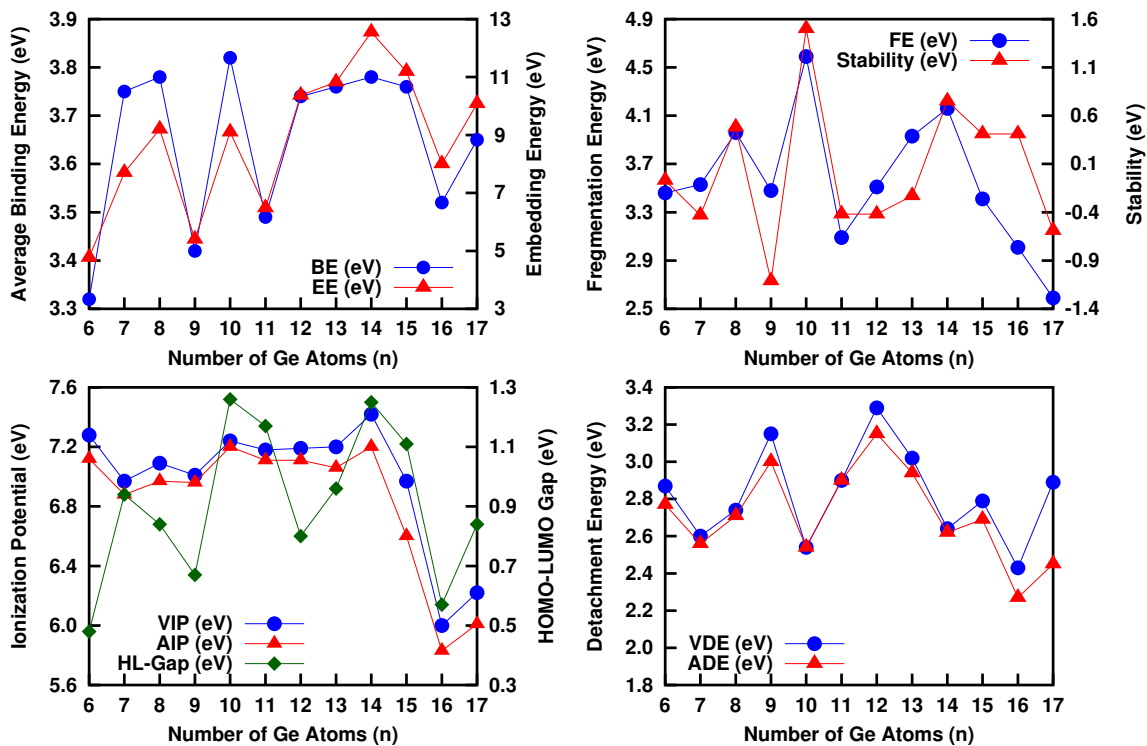 3.9
3.8
3.7
3.6
3.5
3.4
3.3
Average Binding Energy (eV)
13
11
9
7
5
3
Embedding Energy (eV)
BE (eV)
EE (eV)
6 7 8 9 10 11 12 13 14 15 16 17
Number of Ge Atoms (n)
4.9
4.5
4.1
3.7
3.3
2.9
2.5
Fregmentation Energy (eV)
1.6
1.1
0.6
0.1
-0.4
-0.9
-1.4
Stability (eV)
FE (eV)
Stability (eV)
6 7 8 9 10 11 12 13 14 15 16 17
Number of Ge Atoms (n)
7.6
7.2
6.8
6.4
6.0
5.6
Ionization Potential (eV)
1.3
1.1
0.9
0.7
0.5
0.3
HOMO-LUMO Gap (eV)
VIP (eV)
AIP (eV)
HL-Gap (eV)
6 7 8 9 10 11 12 13 14 15 16 17
Number of Ge Atoms (n)
3.4
3.2
3.0
2.8
2.6
2.4
2.2
2.0
1.8
Detachment Energy (eV)
VDE (eV)
ADE (eV)
6 7 8 9 10 11 12 13 14 15 16 17
Number of Ge Atoms (n)